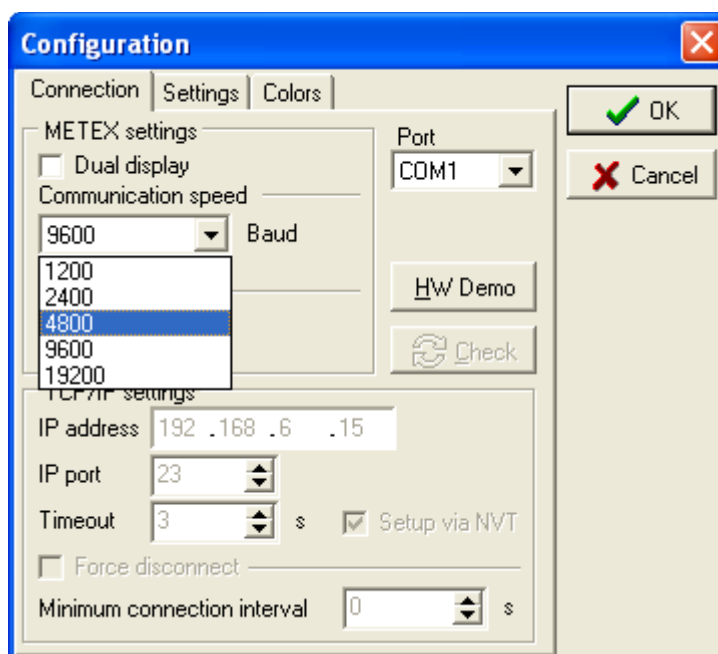 Configuration
Connection Settings Colors
OK
Cancel
METEX settings
Dual display
Communication speed
9600 Baud
1200
2400
4800
9600
19200
Port
COM1
HW Demo
Check
TCP/IP settings
IP address 192 .168 .6 .15
IP port 23
Timeout 3 s Setup via NVT
Force disconnect
Minimum connection interval 0 s